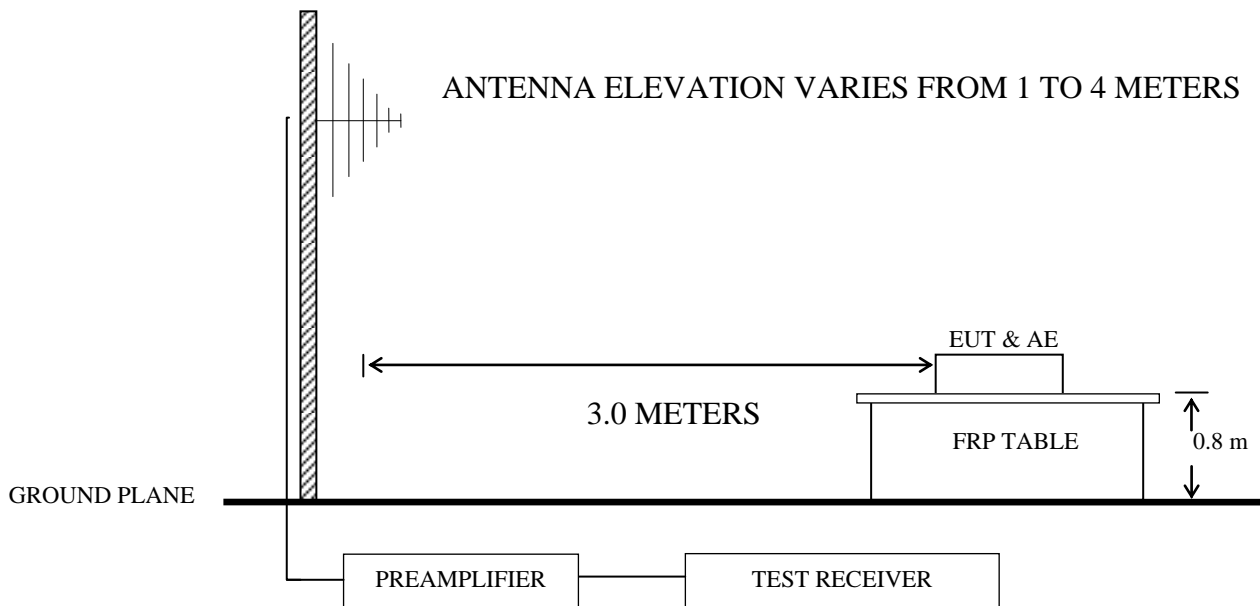 ANTENNA ELEVATION VARIES FROM 1 TO 4 METERS
EUT & AE
3.0 METERS
FRP TABLE
0.8 m
GROUND PLANE
PREAMPLIFIER
TEST RECEIVER